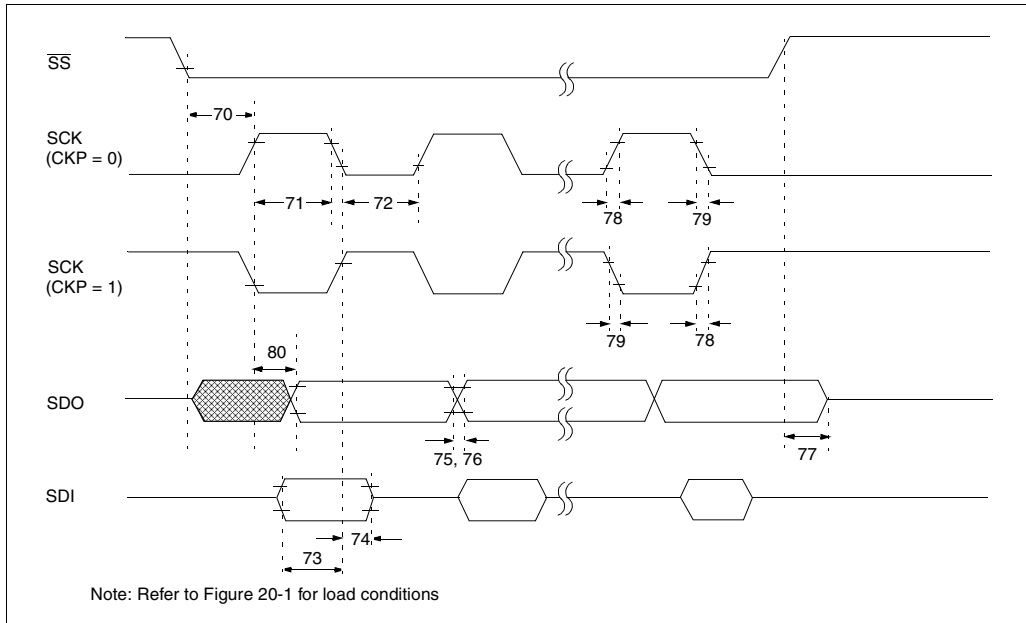 SS
70
SCK
(CKP = 0)
71
72
78
79
SCK
(CKP = 1)
79
78
80
SDO
75, 76
77
SDI
74
73
Note: Refer to Figure 20-1 for load conditions